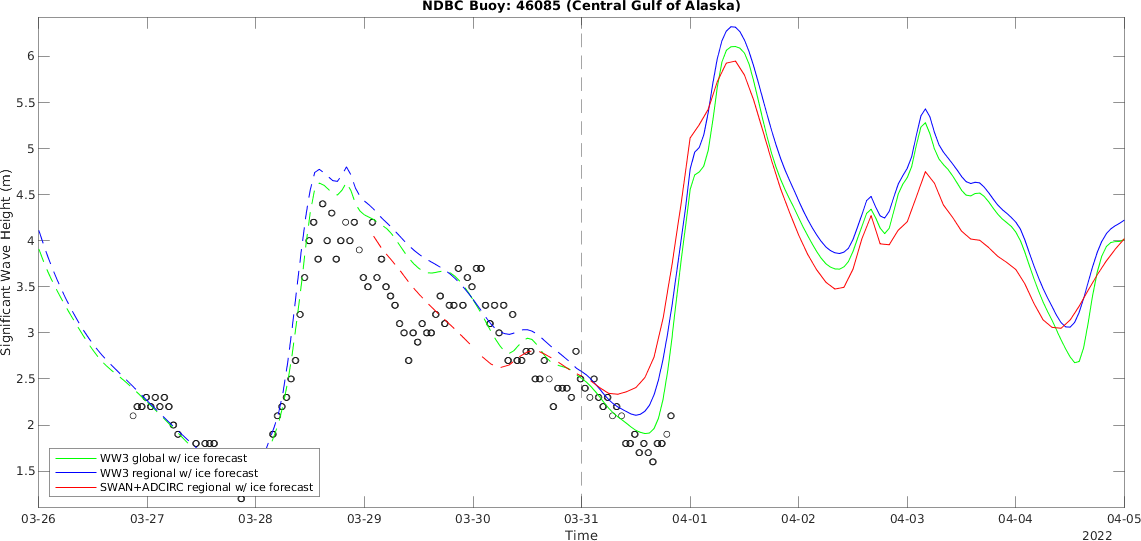 NDBC Buoy: 46085 (Central Gulf of Alaska)
Significant Wave Height (m)
6
5.5
5
4.5
4
3.5
3
2.5
2
1.5
WW3 global w/ ice forecast
WW3 regional w/ ice forecast
SWAN+ADCIRC regional w/ ice forecast
03-26 03-27 03-28 03-29 03-30 03-31 04-01 04-02 04-03 04-04 04-05
Time
2022